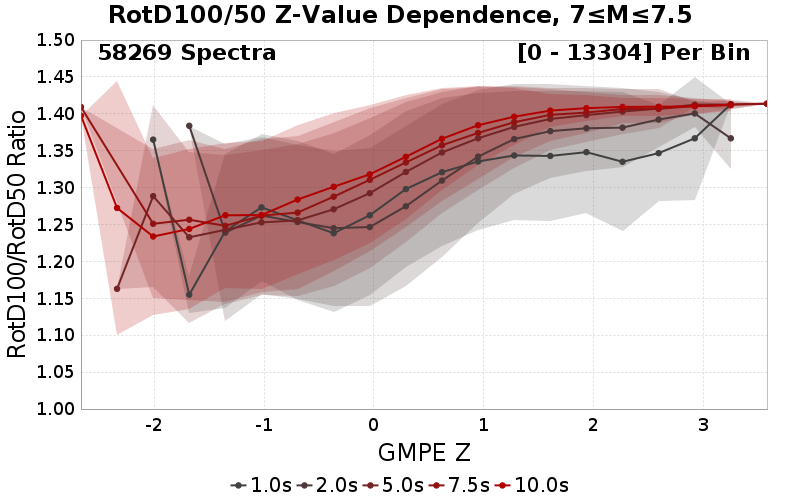 RotD100/50 Z-Value Dependence, 7≤M≤7.5
58269 Spectra
[0 - 13304] Per Bin
RotD100/RotD50 Ratio
1.50
1.45
1.40
1.35
1.30
1.25
1.20
1.15
1.10
1.05
1.00
-2 -1 0 1 2 3
GMPE Z
1.0s 2.0s 5.0s 7.5s 10.0s